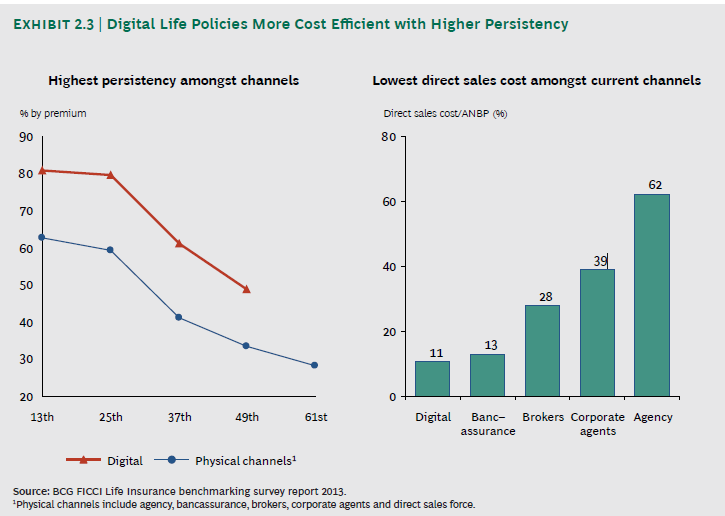 EXHIBIT 2.3 | Digital Life Policies More Cost Efficient with Higher Persistency
Highest persistency amongst channels
% by premium
90
80
70
60
50
40
30
20
13th 25th 37th 49th 61st
Digital Physical channels¹
Lowest direct sales cost amongst current channels
Direct sales cost/ANBP (%)
80
60
40
20
0
11
13
28
39
62
Digital Banc– Brokers Corporate Agency
assurance agents
Source: BCG FICCI Life Insurance benchmarking survey report 2013.
¹Physical channels include agency, bancassurance, brokers, corporate agents and direct sales force.